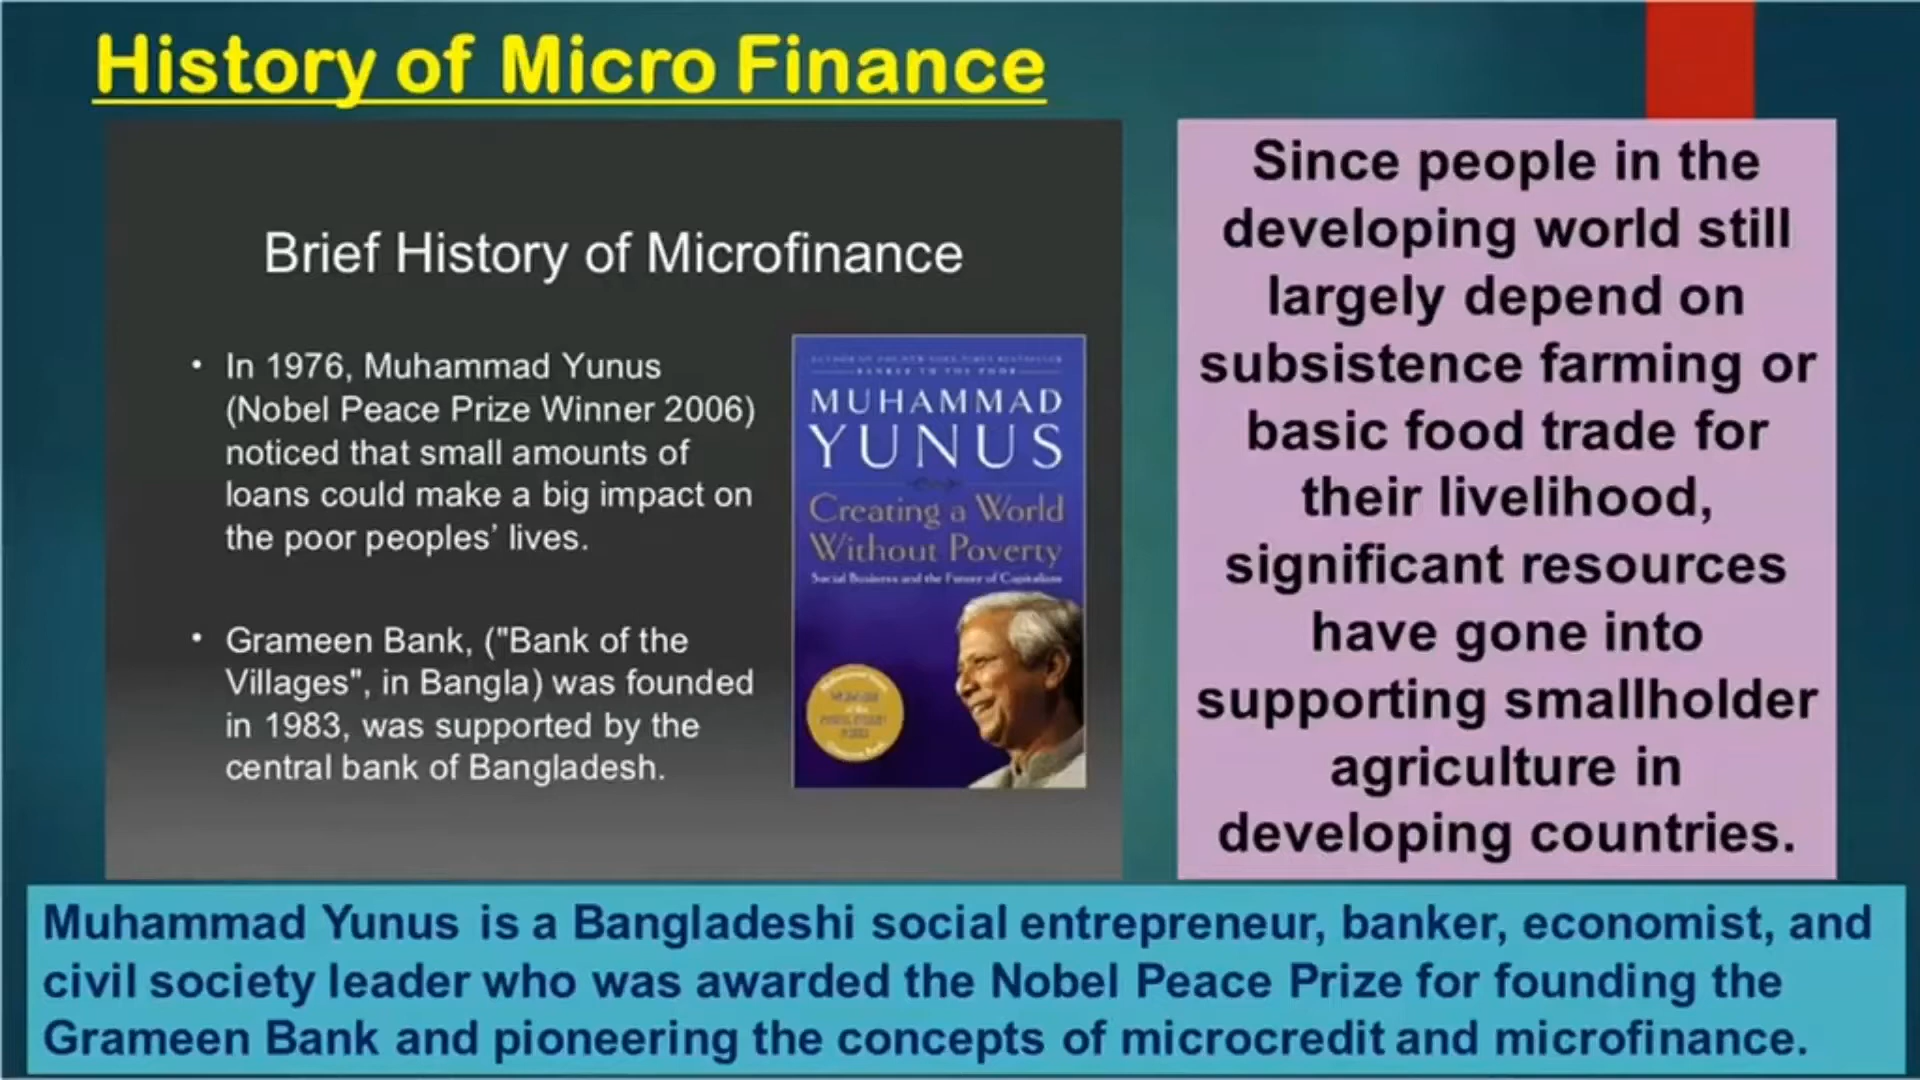 History of Micro Finance
Brief History of Microfinance
• In 1976, Muhammad Yunus
(Nobel Peace Prize Winner 2006)
noticed that small amounts of
loans could make a big impact on
the poor peoples’ lives.
• Grameen Bank, ("Bank of the
Villages", in Bangla) was founded
in 1983, was supported by the
central bank of Bangladesh.
MUHAMMAD
YUNUS
Creating a World
Without Poverty
Social Business and the Future of Capitalism
Since people in the
developing world still
largely depend on
subsistence farming or
basic food trade for
their livelihood,
significant resources
have gone into
supporting smallholder
agriculture in
developing countries.
Muhammad Yunus is a Bangladeshi social entrepreneur, banker, economist, and
civil society leader who was awarded the Nobel Peace Prize for founding the
Grameen Bank and pioneering the concepts of microcredit and microfinance.